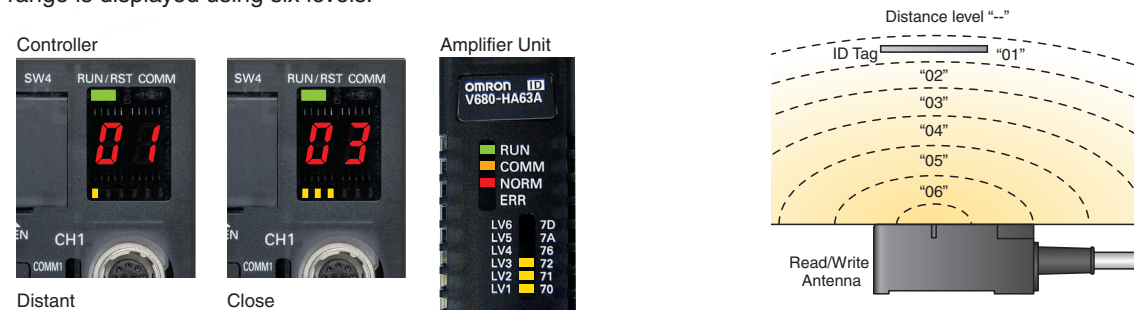 range is displayed using six levels.
Controller
SW4 RUN/RST COMM
01
EN CH1
COMM1
Distant
SW4 RUN/RST COMM
03
EN CH1
COMM1
Close
Amplifier Unit
OMRON ID
V680-HA63A
RUN
COMM
NORM
ERR
LV6 7D
LV5 7A
LV4 76
LV3 72
LV2 71
LV1 70
Distance level “--”
ID Tag “01”
“02”
“03”
“04”
“05”
“06”
Read/Write
Antenna